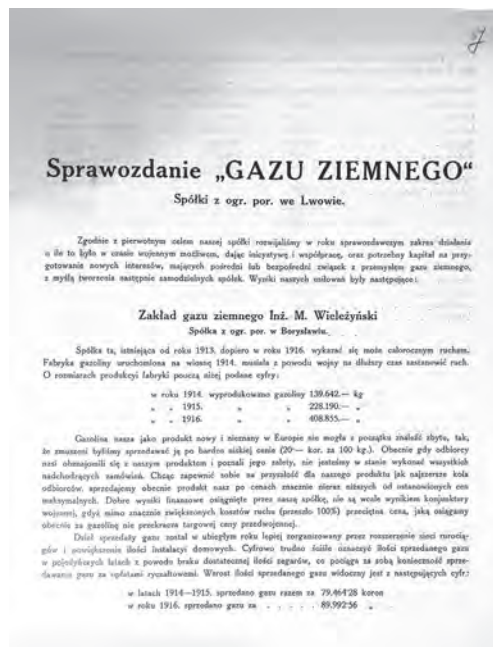 Sprawozdanie „GAZU ZIEMNEGO“
Spółki z ogr. por. we Lwowie.
Zgodnie z pierwotnym celem naszej spółki rozwijaliśmy w roku sprawozdawczym zakres działania
o ile to było w czasie wojennym możliwem, dając inicyatywę i współpracę, oraz potrzebny kapitał na przy-
gotowanie nowych interesów, mających pośredni lub bezpośredni związek z przemysłem gazu ziemnego,
z myślą tworzenia następnie samodzielnych spółek. Wyniki naszych usiłowań były następujące:
Zakład gazu ziemnego Inż. M. Wieleżyński
Spółka z ogr. por. w Borysławiu.
Spółka ta, istniejąca od roku 1913, dopiero w roku 1916. wykazać się może całorocznym ruchem.
Fabryka gazoliny uruchomiona na wiosnę 1914. musiała z powodu wojny na dłuższy czas zastanowić ruch.
O rozmiarach produkcyi fabryki pouczą niżej podane cyfry:
w roku 1914. wyprodukowano gazoliny 139.642.— kg
„ „ 1915. „ „ 228.190.— „
„ „ 1916. „ „ 408.855.— „
Gazolina nasza jako produkt nowy i nieznany w Europie nie mogła z początku znaleść zbytu, tak,
że zmuszeni byliśmy sprzedawać ją po bardzo niskiej cenie (20·— kor. za 100 kg.). Obecnie gdy odbiorcy
nasi obznajomili się z naszym produktem i poznali jego zalety, nie jesteśmy w stanie wykonać wszystkich
nadchodzących zamówień. Chcąc zapewnić sobie na przyszłość dla naszego produktu jak najszersze koła
odbiorców, sprzedajemy obecnie produkt nasz po cenach znacznie nieraz niższych od ustanowionych cen
maksymalnych. Dobre wyniki finansowe osiągnięte przez naszą spółkę, nie są wcale wynikiem konjunktury
wojennej, gdyż mimo znacznie zwiększonych kosztów ruchu (przeszło 100%) przeciętna cena, jaką osiągamy
obecnie za gazolinę nie przekracza targowej ceny przedwojennej.
Dział sprzedaży gazu został w ubiegłym roku lepiej zorganizowany przez rozszerzenie sieci rurocią-
gów i powiększenie ilości instalacyi domowych. Cyfrowo trudno ściśle oznaczyć ilości sprzedanego gazu
w pojedyńczych latach z powodu braku dostatecznej ilości zegarów, co pociąga za sobą konieczność sprze-
dawania gazu za opłatami ryczałtowemi. Wzrost ilości sprzedanego gazu widoczny jest z następujących cyfr:
w latach 1914—1915. sprzedano gazu razem za 79.464·28 koron
w roku 1916. sprzedano gazu za . . . . . 89.992·56 „